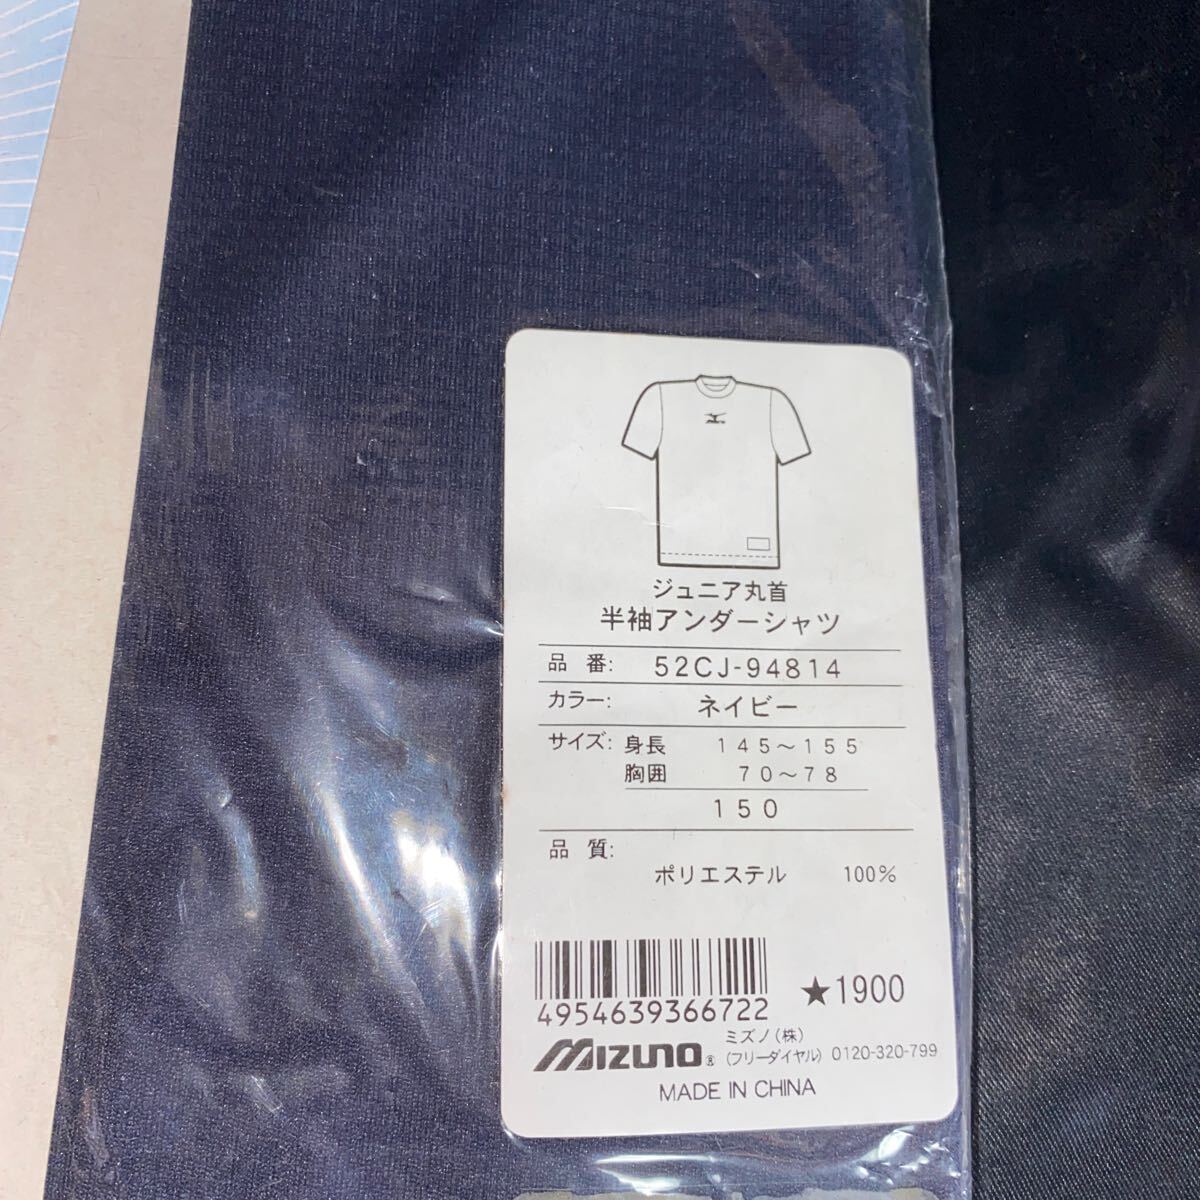 ジュニア丸首
半袖アンダーシャツ
品 番: 52CJ-94814
カラー: ネイビー
サイズ: 身長 145～155
胸囲 70～78
150
品 質:
ポリエステル 100%
4954639366722 ★1900
MIZUNO® ミズノ(株)
(フリーダイヤル) 0120-320-799
MADE IN CHINA